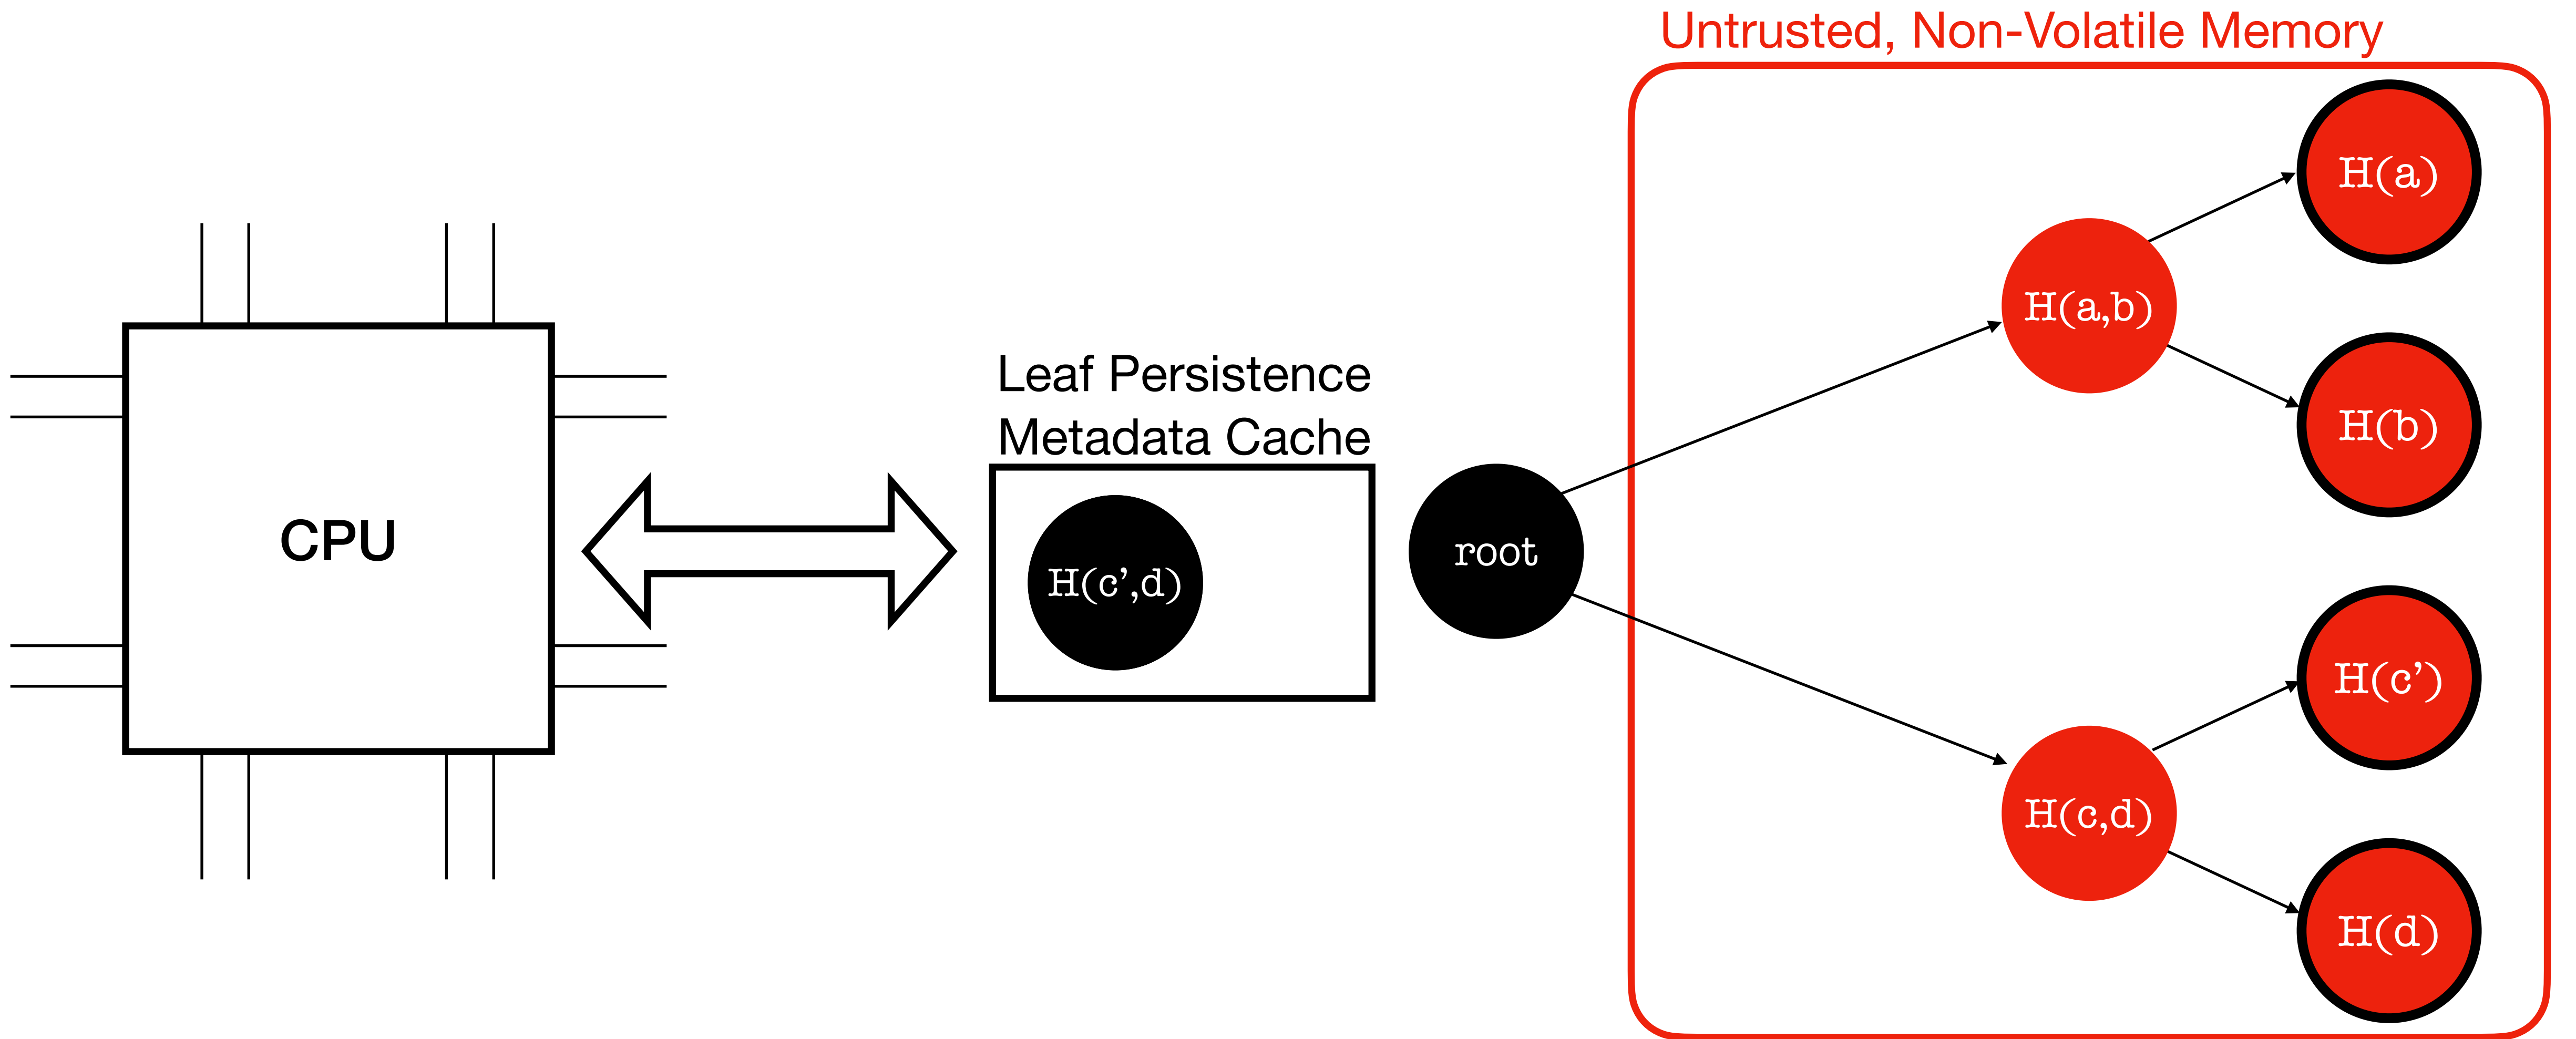 Untrusted, Non-Volatile Memory
H(a)
H(a,b)
H(b)
Leaf Persistence
Metadata Cache
CPU
H(c’,d)
root
H(c’)
H(c,d)
H(d)